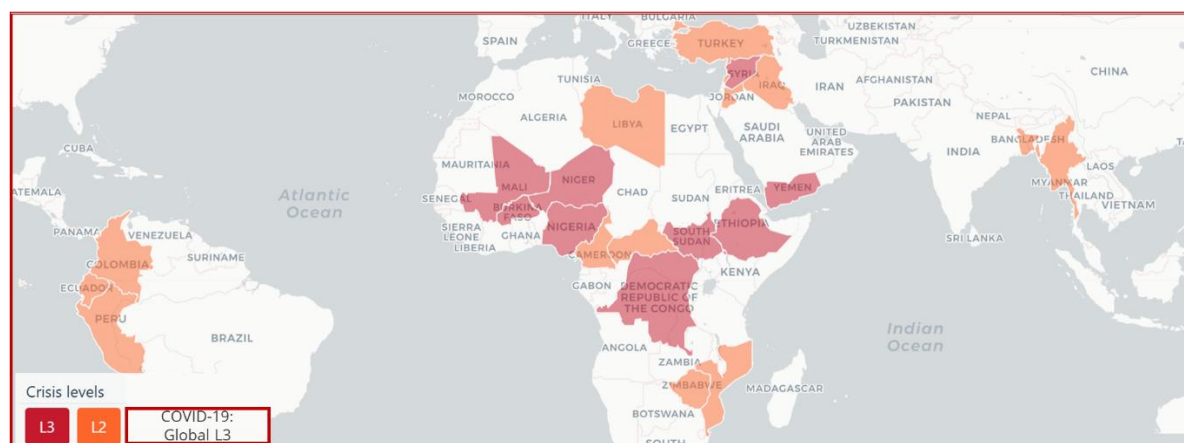 ITALY
BULGARIA
UZBEKISTAN
SPAIN
GREECE
TURKEY
TURKMENISTAN
TUNISIA
SYRIA
CHINA
MOROCCO
IRAQ
IRAN
AFGHANISTAN
JORDAN
PAKISTAN
ALGERIA
LIBYA
EGYPT
NEPAL
CUBA
SAUDI
ARABIA
UNITED
ARAB
EMIRATES
BANGLADESH
INDIA
MAURITANIA
LAOS
ATEMALA
Atlantic
Ocean
MALI
NIGER
CHAD
SUDAN
ERITREA
YEMEN
MYANMAR
THAILAND
VIETNAM
SENEGAL
BURKINA
FASO
PANAMA
VENEZUELA
SIERRA
LEONE
GHANA
NIGERIA
SOUTH
SUDAN
ETHIOPIA
LIBERIA
SRI LANKA
SURINAME
COLOMBIA
CAMEROON
ECUADOR
GABON
KENYA
DEMOCRATIC
REPUBLIC OF
THE CONGO
PERU
BRAZIL
Indian
Ocean
ANGOLA
ZAMBIA
ZIMBABWE
MADAGASCAR
BOTSWANA
SOUTH
Crisis levels
L3
L2
COVID-19:
Global L3